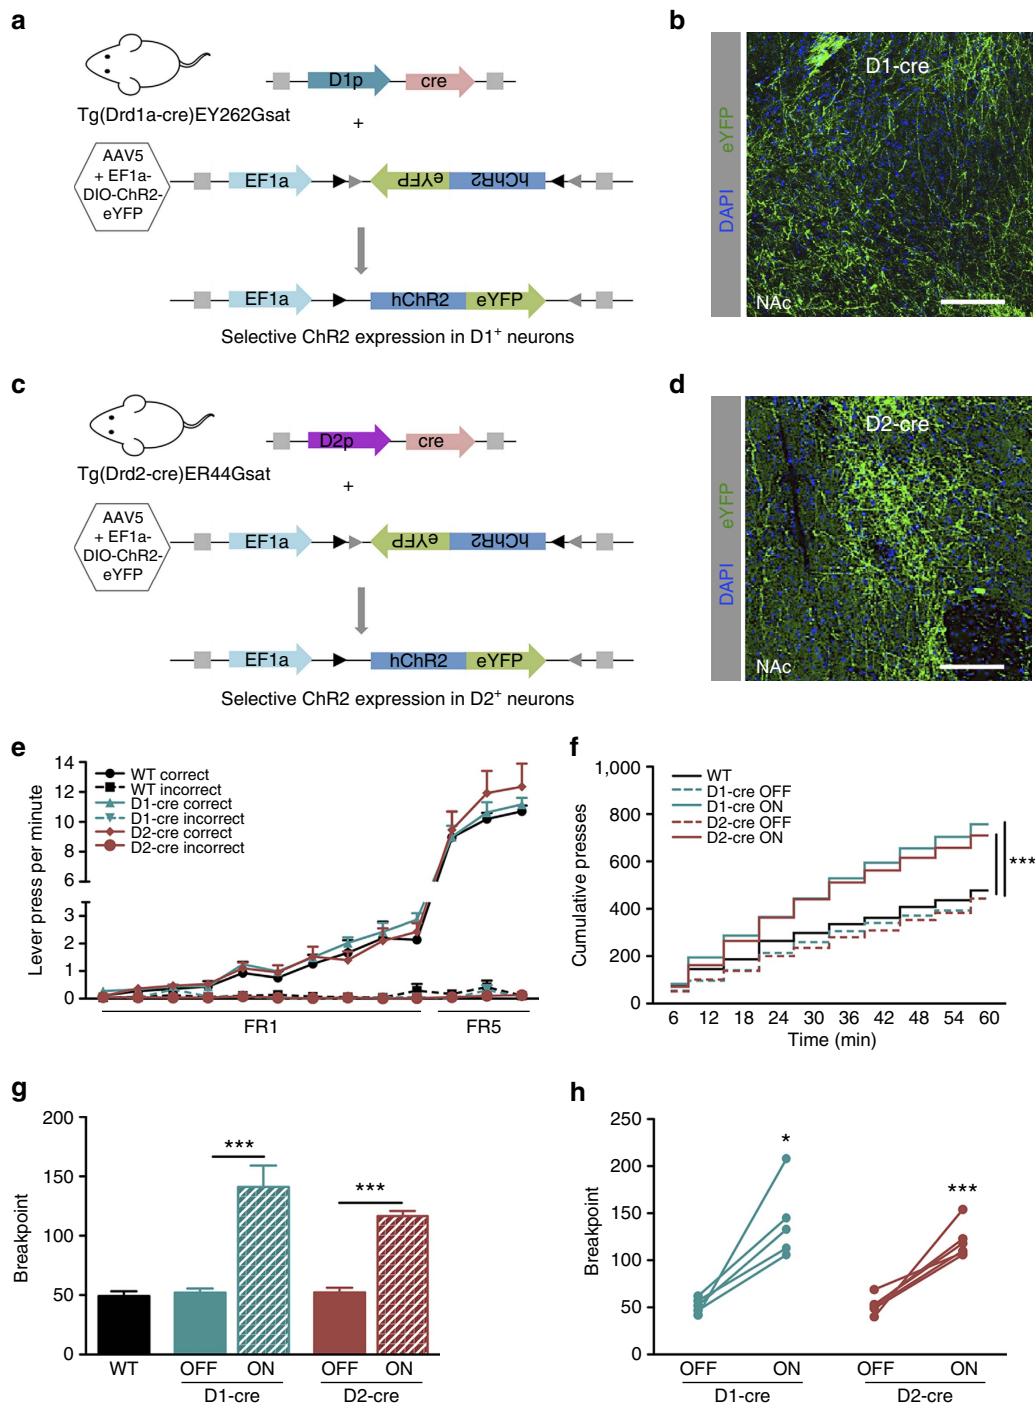 a
D1p
cre
Tg(Drd1a-cre)EY262Gsat
+
AAV5
+ EF1a-
DIO-ChR2-
eYFP
EF1a
eYFP
hChR2
EF1a
hChR2
eYFP
Selective ChR2 expression in D1+ neurons
b
DAPI eYFP
D1-cre
NAc
c
D2p
cre
Tg(Drd2-cre)ER44Gsat
+
AAV5
+ EF1a-
DIO-ChR2-
eYFP
EF1a
eYFP
hChR2
EF1a
hChR2
eYFP
Selective ChR2 expression in D2+ neurons
d
DAPI eYFP
D2-cre
NAc
e
Lever press per minute
14
12
10
8
6
3
2
1
0
WT correct
WT incorrect
D1-cre correct
D1-cre incorrect
D2-cre correct
D2-cre incorrect
FR1
FR5
f
Cumulative presses
1,000
800
600
400
200
0
WT
D1-cre OFF
D1-cre ON
D2-cre OFF
D2-cre ON
***
6 12 18 24 30 36 42 48 54 60
Time (min)
g
Breakpoint
200
150
100
50
0
***
***
WT OFF ON OFF ON
D1-cre D2-cre
h
Breakpoint
250
200
150
100
50
0
*
***
OFF ON OFF ON
D1-cre D2-cre